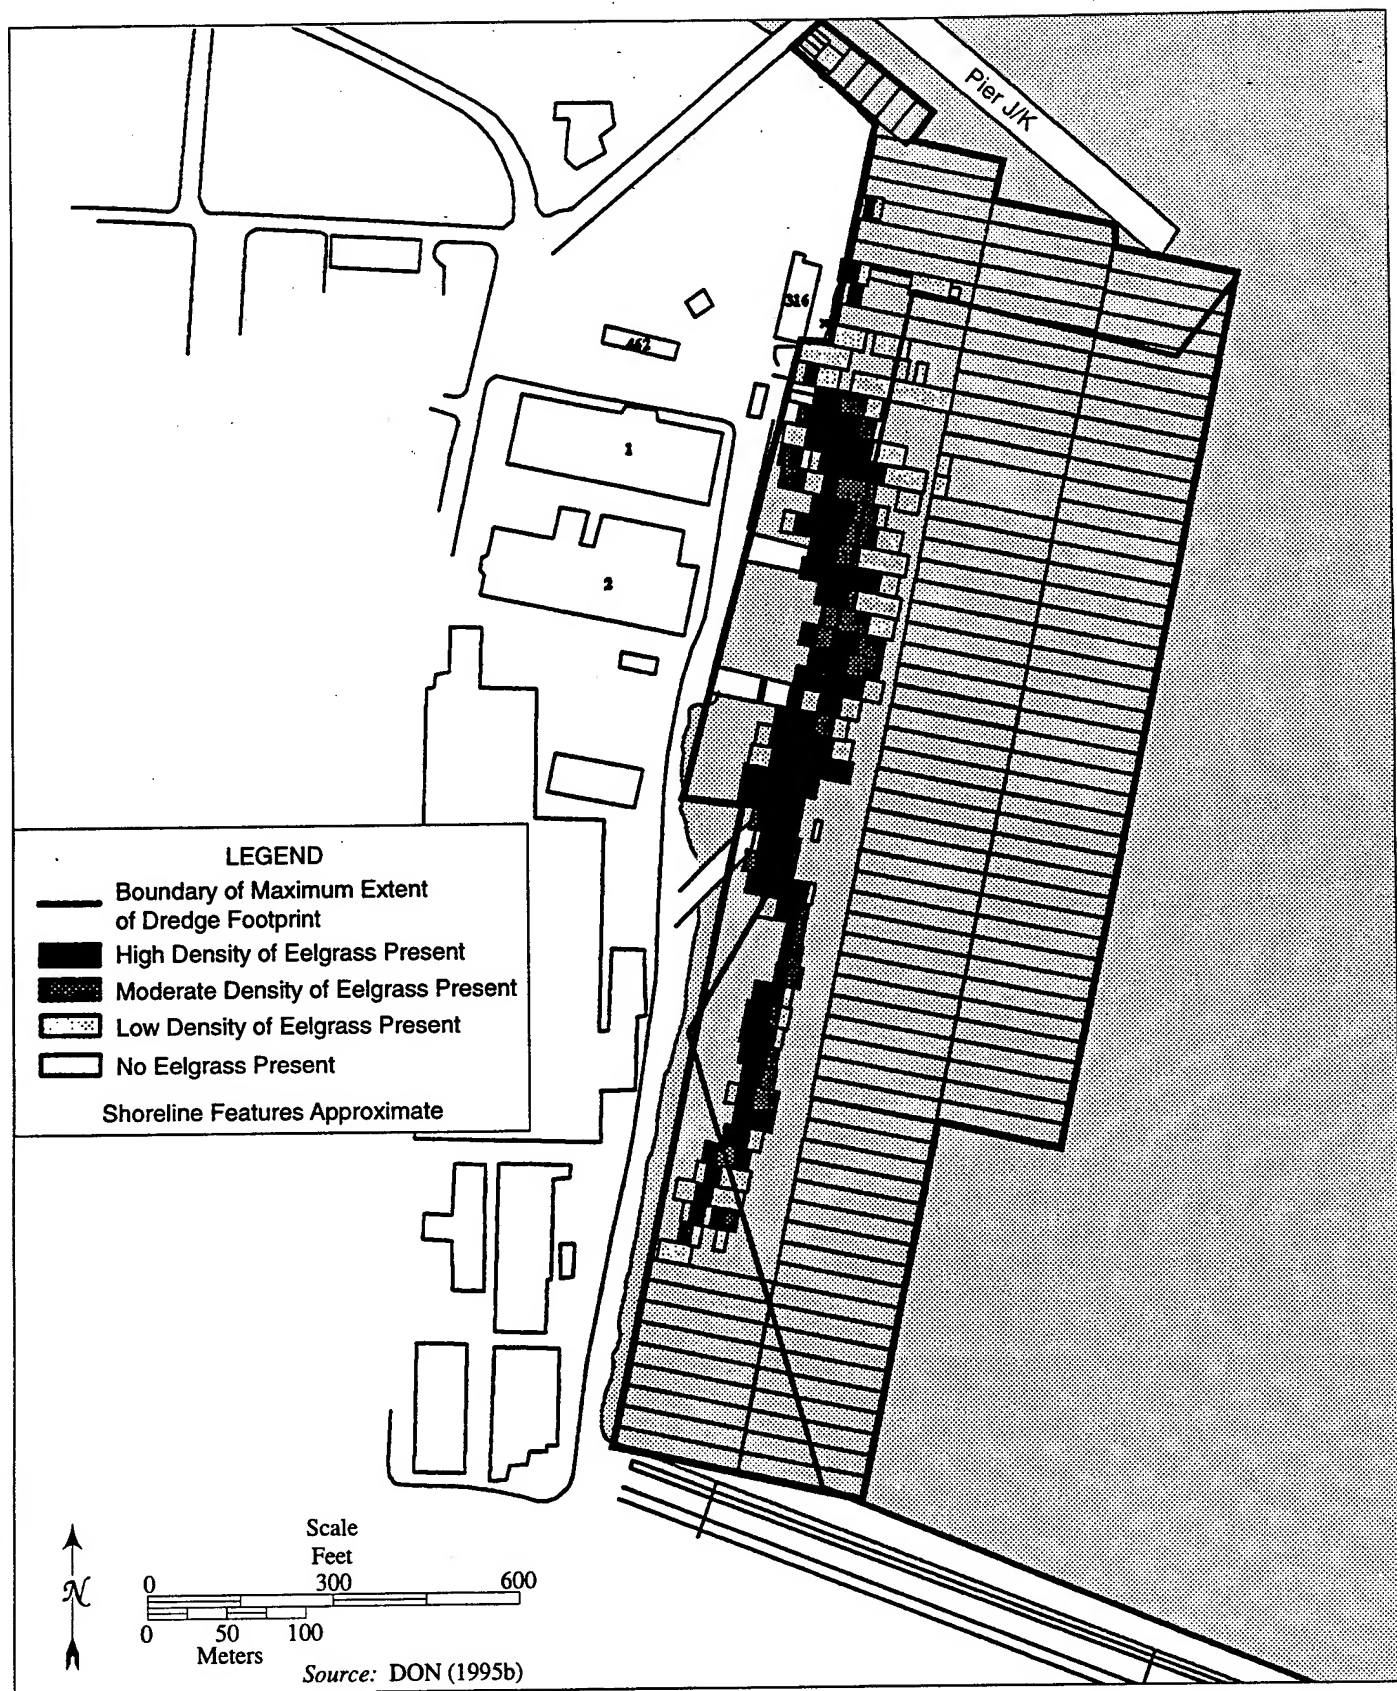 Pier J/K
316
462
1
2
LEGEND
Boundary of Maximum Extent
of Dredge Footprint
High Density of Eelgrass Present
Moderate Density of Eelgrass Present
Low Density of Eelgrass Present
No Eelgrass Present
Shoreline Features Approximate
N
Scale
Feet
0 300 600
0 50 100
Meters
Source: DON (1995b)